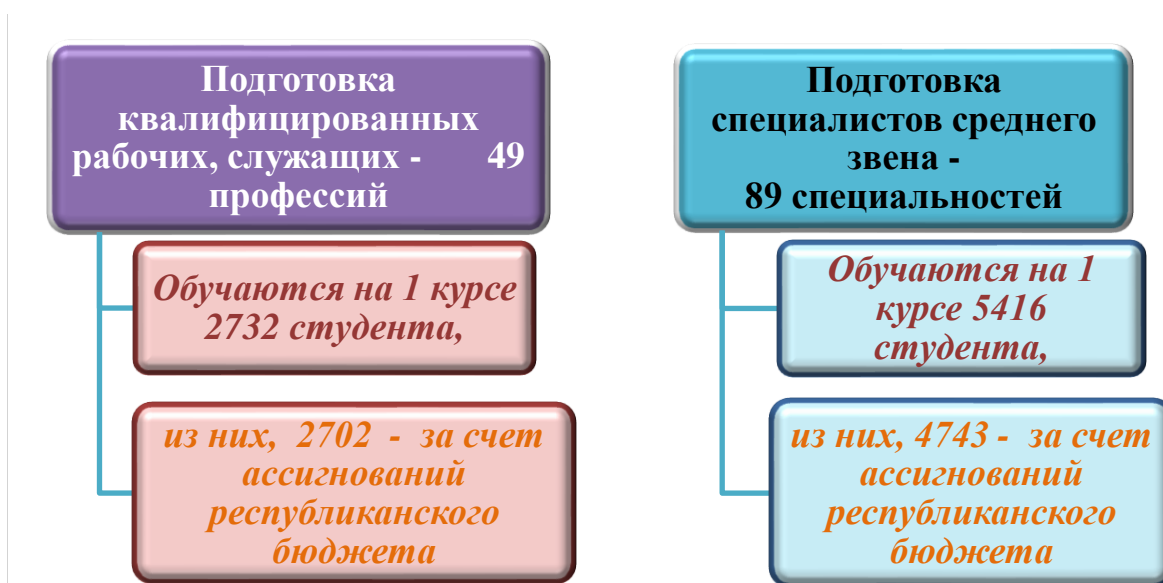 Подготовка
квалифицированных
рабочих, служащих - 49
профессий
Обучаются на 1 курсе
2732 студента,
из них, 2702 - за счет
ассигнований
республиканского
бюджета
Подготовка
специалистов среднего
звена -
89 специальностей
Обучаются на 1
курсе 5416
студента,
из них, 4743 - за счет
ассигнований
республиканского
бюджета